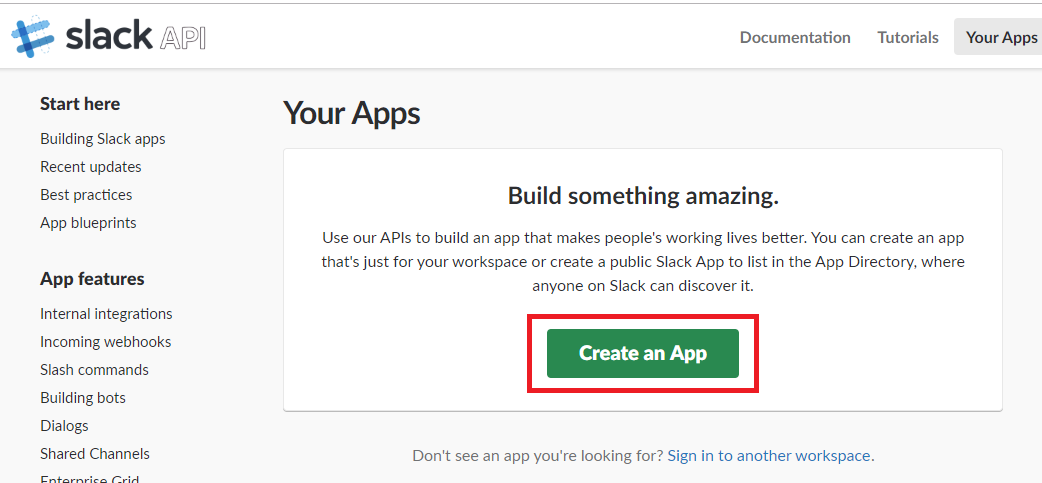 slack API
Documentation
Tutorials
Your Apps
Start here
Building Slack apps
Recent updates
Best practices
App blueprints
App features
Internal integrations
Incoming webhooks
Slash commands
Building bots
Dialogs
Shared Channels
Enterprise Grid
Your Apps
Build something amazing.
Use our APIs to build an app that makes people's working lives better. You can create an app
that's just for your workspace or create a public Slack App to list in the App Directory, where
anyone on Slack can discover it.
Create an App
Don't see an app you're looking for? Sign in to another workspace.